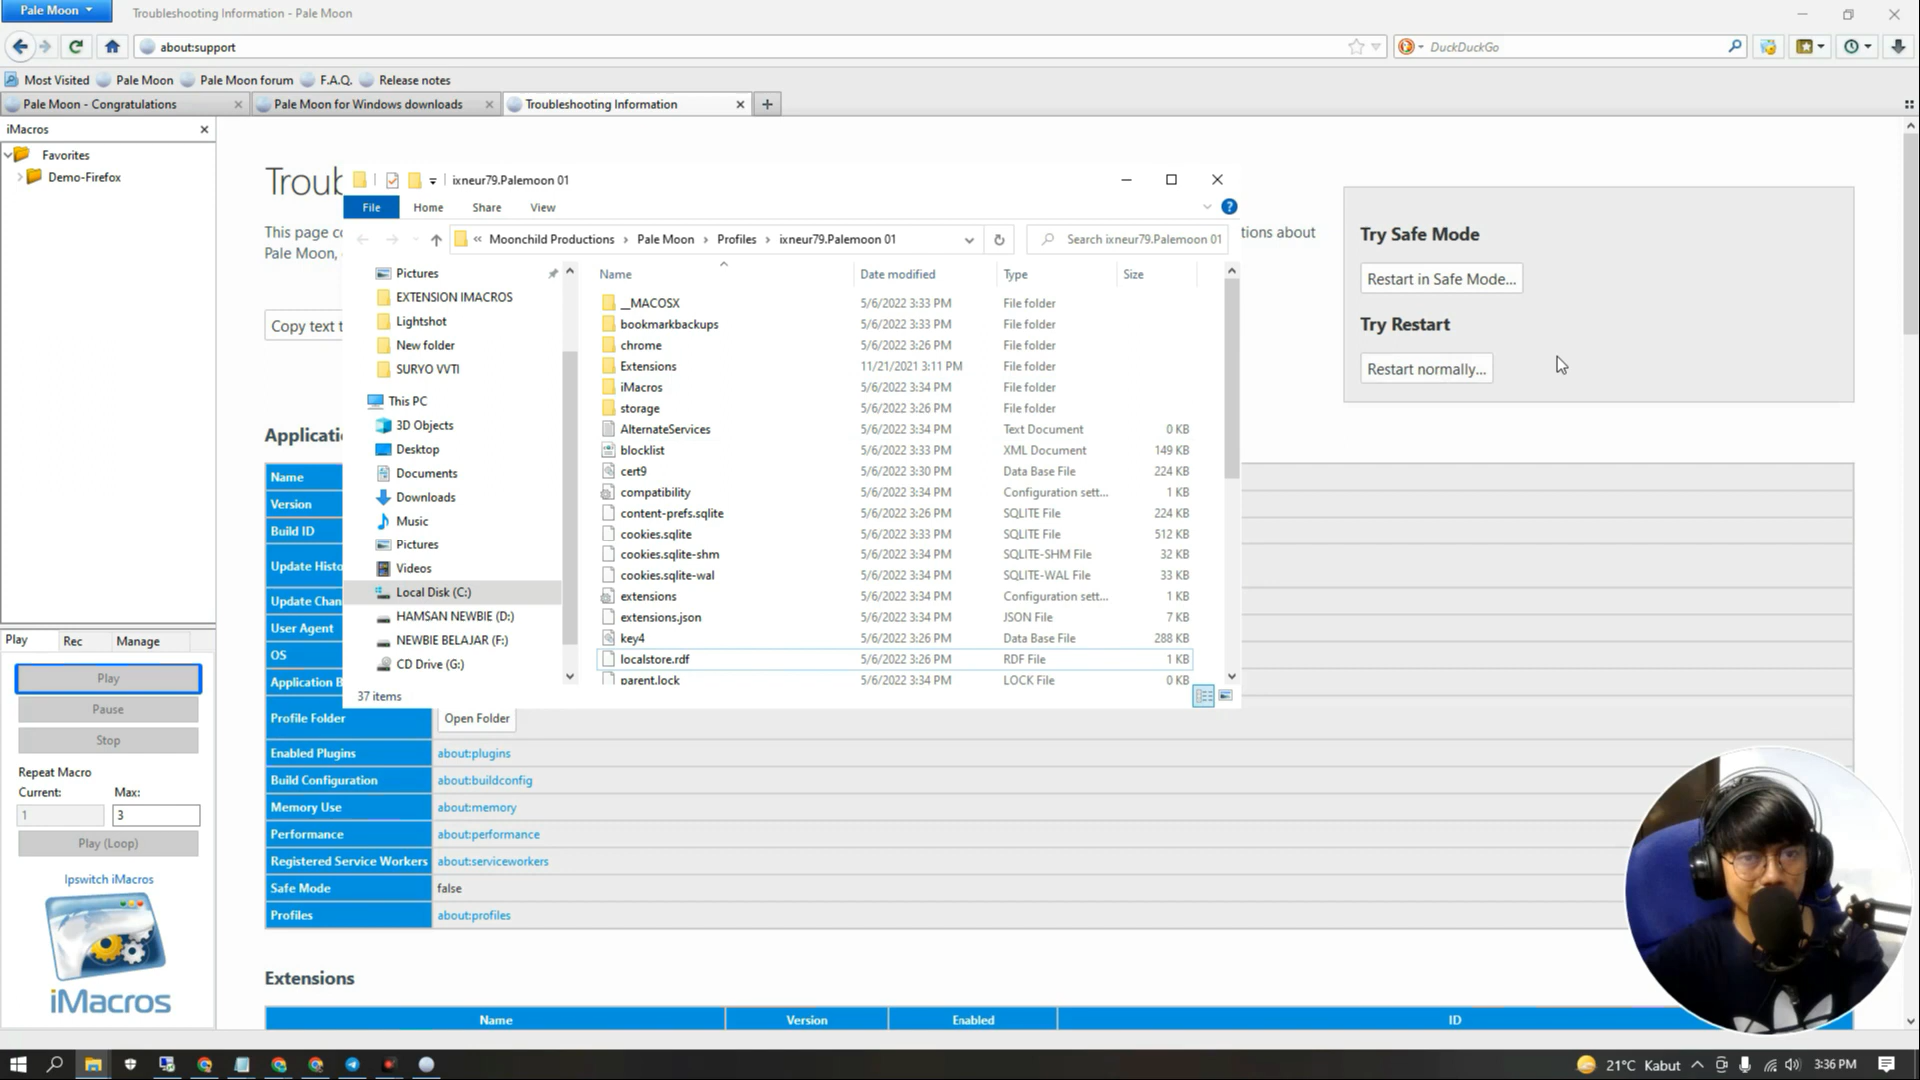 Pale Moon
Troubleshooting Information - Pale Moon
about:support
DuckDuckGo
Most Visited
Pale Moon
Pale Moon forum
F.A.Q.
Release notes
Pale Moon - Congratulations
Pale Moon for Windows downloads
Troubleshooting Information
iMacros
Favorites
Demo-Firefox
Play
Rec
Manage
Play
Pause
Stop
Repeat Macro
Current:
Max:
1
3
Play (Loop)
Ipswitch iMacros
iMacros
Troub
This page co
tions about
Pale Moon,
Copy text t
Try Safe Mode
Restart in Safe Mode...
Try Restart
Restart normally...
ixneur79.Palemoon 01
File
Home
Share
View
« Moonchild Productions › Pale Moon › Profiles › ixneur79.Palemoon 01
Search ixneur79.Palemoon 01
Pictures
EXTENSION IMACROS
Lightshot
New folder
SURYO VVTI
This PC
3D Objects
Desktop
Documents
Downloads
Music
Pictures
Videos
Local Disk (C:)
HAMSAN NEWBIE (D:)
NEWBIE BELAJAR (F:)
CD Drive (G:)
Name Date modified Type Size
__MACOSX 5/6/2022 3:33 PM File folder
bookmarkbackups 5/6/2022 3:33 PM File folder
chrome 5/6/2022 3:26 PM File folder
Extensions 11/21/2021 3:11 PM File folder
iMacros 5/6/2022 3:34 PM File folder
storage 5/6/2022 3:26 PM File folder
AlternateServices 5/6/2022 3:34 PM Text Document 0 KB
blocklist 5/6/2022 3:33 PM XML Document 149 KB
cert9 5/6/2022 3:30 PM Data Base File 224 KB
compatibility 5/6/2022 3:34 PM Configuration sett... 1 KB
content-prefs.sqlite 5/6/2022 3:26 PM SQLITE File 224 KB
cookies.sqlite 5/6/2022 3:33 PM SQLITE File 512 KB
cookies.sqlite-shm 5/6/2022 3:34 PM SQLITE-SHM File 32 KB
cookies.sqlite-wal 5/6/2022 3:34 PM SQLITE-WAL File 33 KB
extensions 5/6/2022 3:34 PM Configuration sett... 1 KB
extensions.json 5/6/2022 3:34 PM JSON File 7 KB
key4 5/6/2022 3:26 PM Data Base File 288 KB
localstore.rdf 5/6/2022 3:26 PM RDF File 1 KB
parent.lock 5/6/2022 3:34 PM LOCK File 0 KB
37 items
Applicati
Name
Version
Build ID
Update Histo
Update Chan
User Agent
OS
Application B
Profile Folder Open Folder
Enabled Plugins about:plugins
Build Configuration about:buildconfig
Memory Use about:memory
Performance about:performance
Registered Service Workers about:serviceworkers
Safe Mode false
Profiles about:profiles
Extensions
Name Version Enabled ID
21°C Kabut
3:36 PM